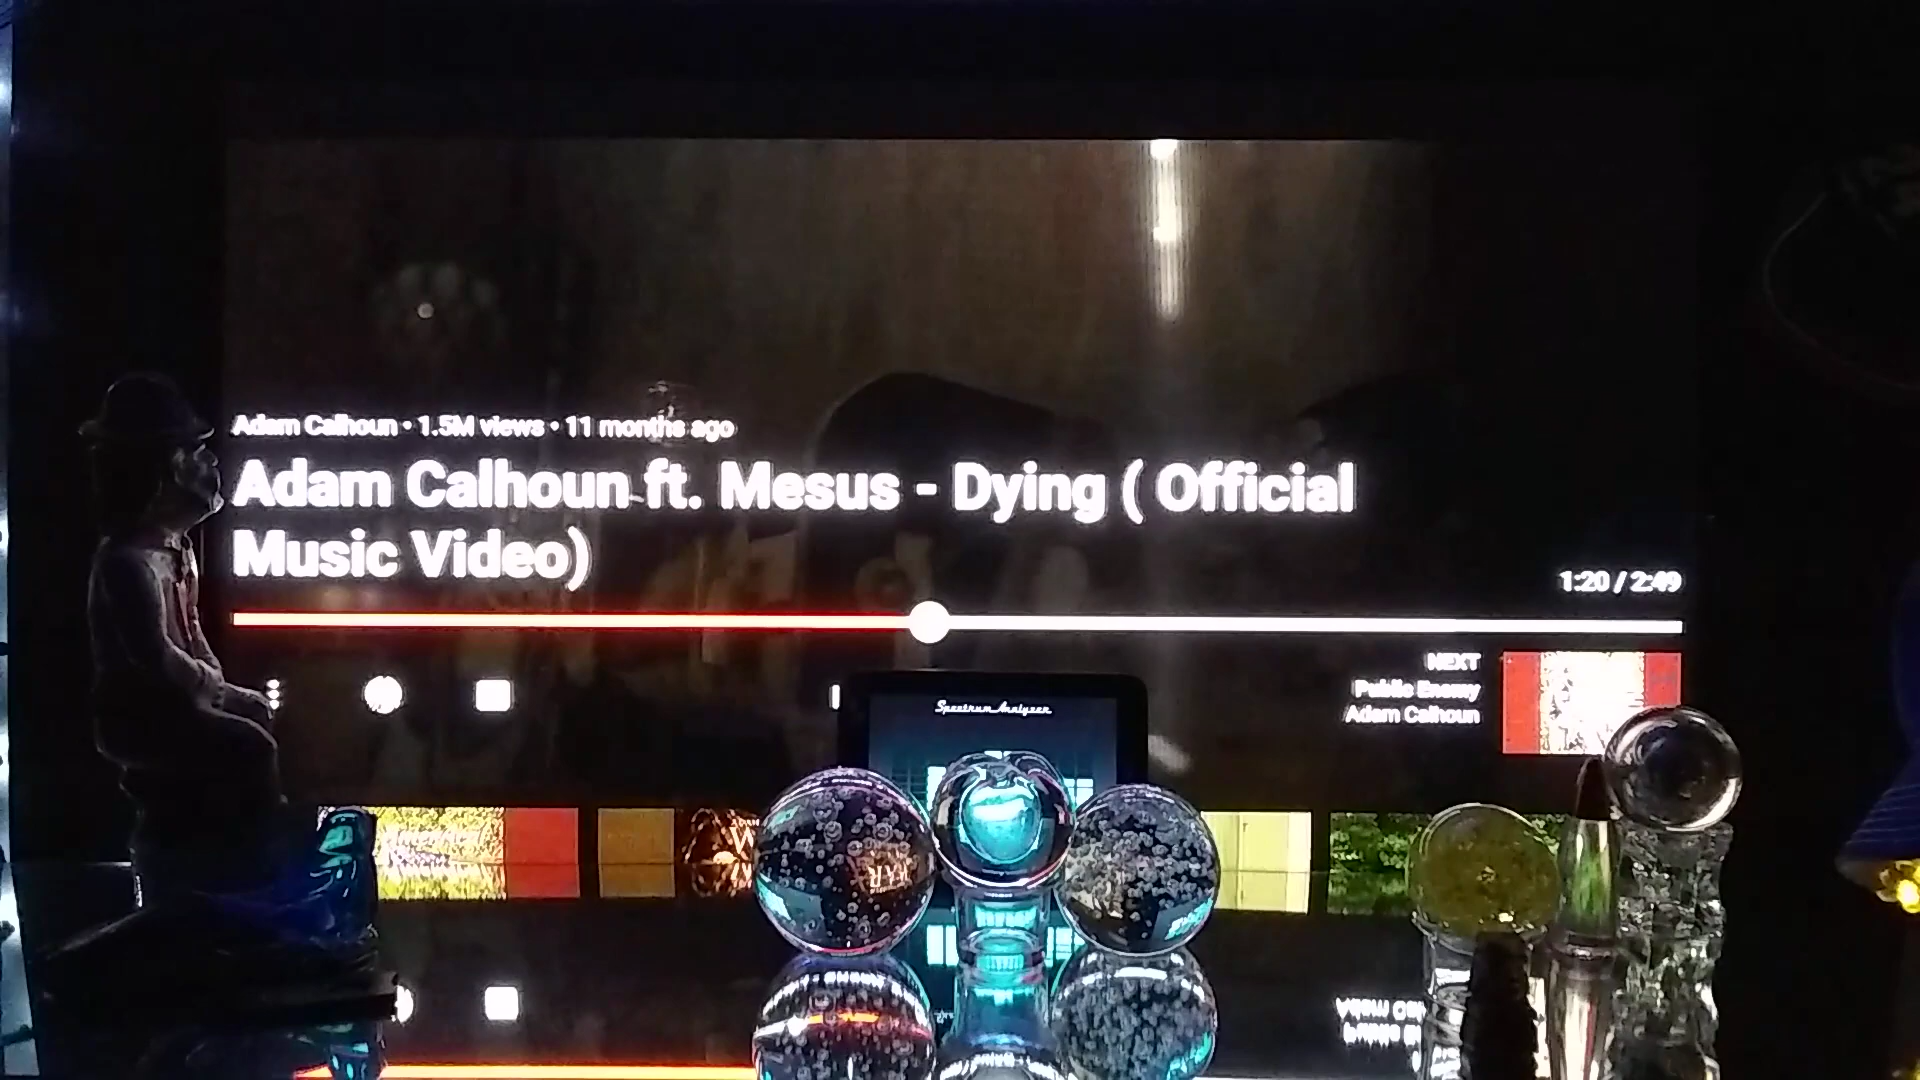 Adam Calhoun • 1.5M views • 11 months ago
Adam Calhoun ft. Mesus - Dying ( Official
Music Video)
1:20 / 2:49
NEXT
Public Enemy
Adam Calhoun
Spectrum Analyzer